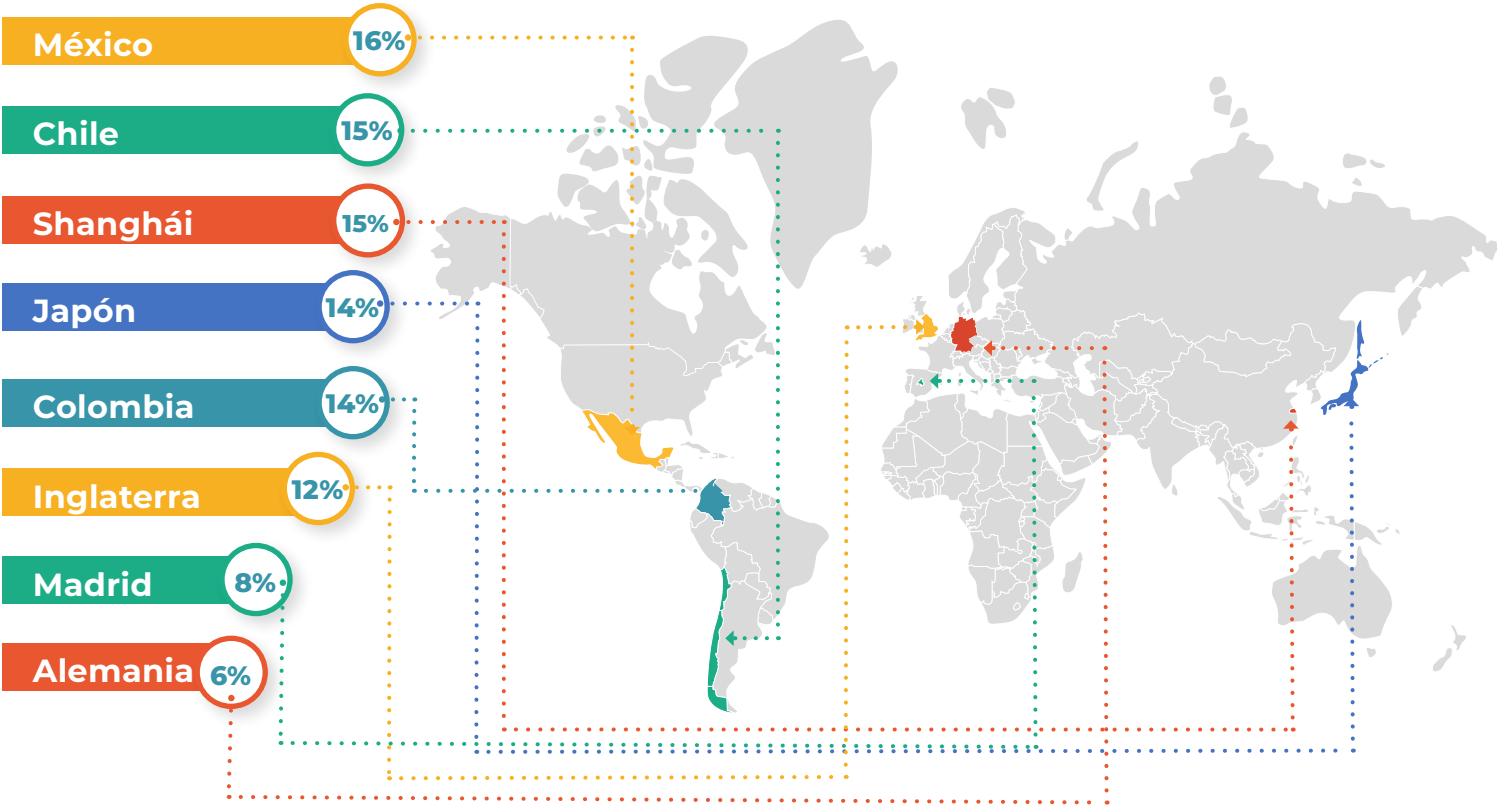 México 16%
Chile 15%
Shanghái 15%
Japón 14%
Colombia 14%
Inglaterra 12%
Madrid 8%
Alemania 6%